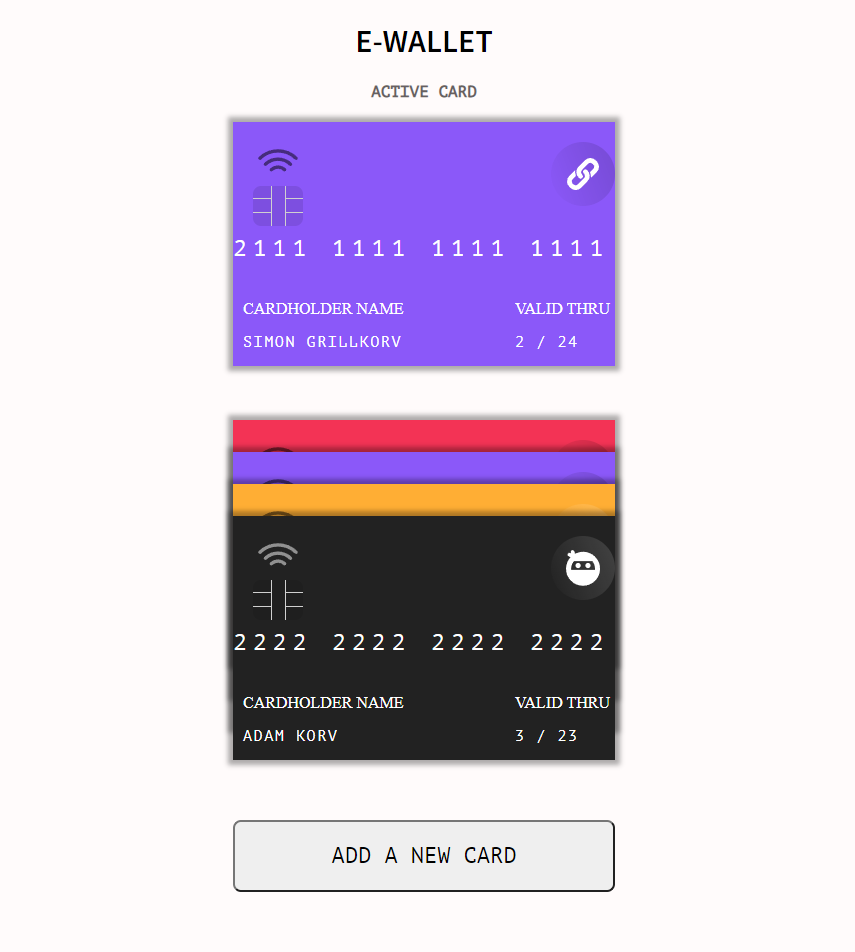 E-WALLET
ACTIVE CARD
2111 1111 1111 1111
CARDHOLDER NAME VALID THRU
SIMON GRILLKORV 2 / 24
2222 2222 2222 2222
CARDHOLDER NAME VALID THRU
ADAM KORV 3 / 23
ADD A NEW CARD